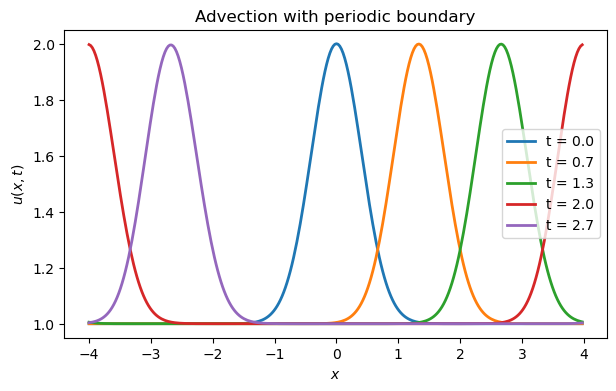 Advection with periodic boundary
u(x, t)
2.0
1.8
1.6
1.4
1.2
1.0
t = 0.0
t = 0.7
t = 1.3
t = 2.0
t = 2.7
−4 −3 −2 −1 0 1 2 3 4
x